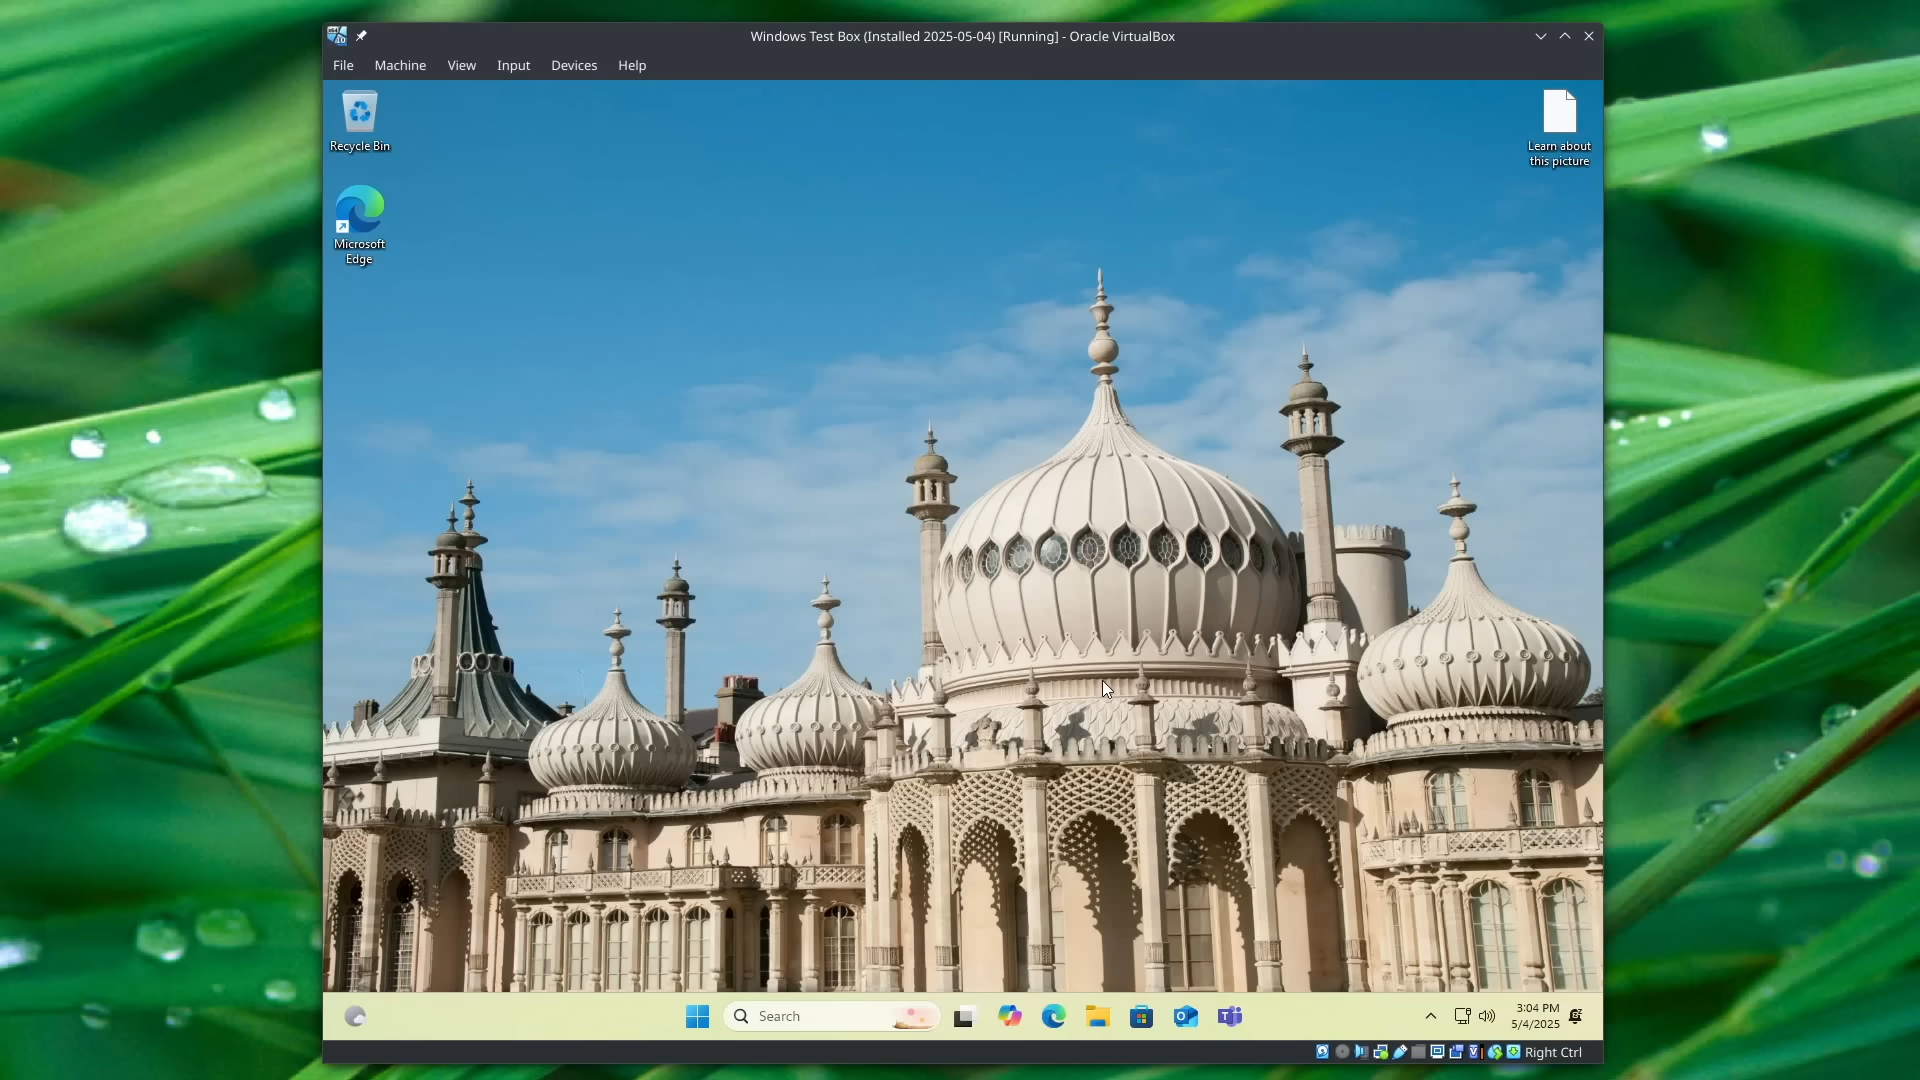 Windows Test Box (Installed 2025-05-04) [Running] - Oracle VirtualBox
File Machine View Input Devices Help
Recycle Bin
Learn about
this picture
Microsoft
Edge
Search
3:04 PM
5/4/2025
Right Ctrl